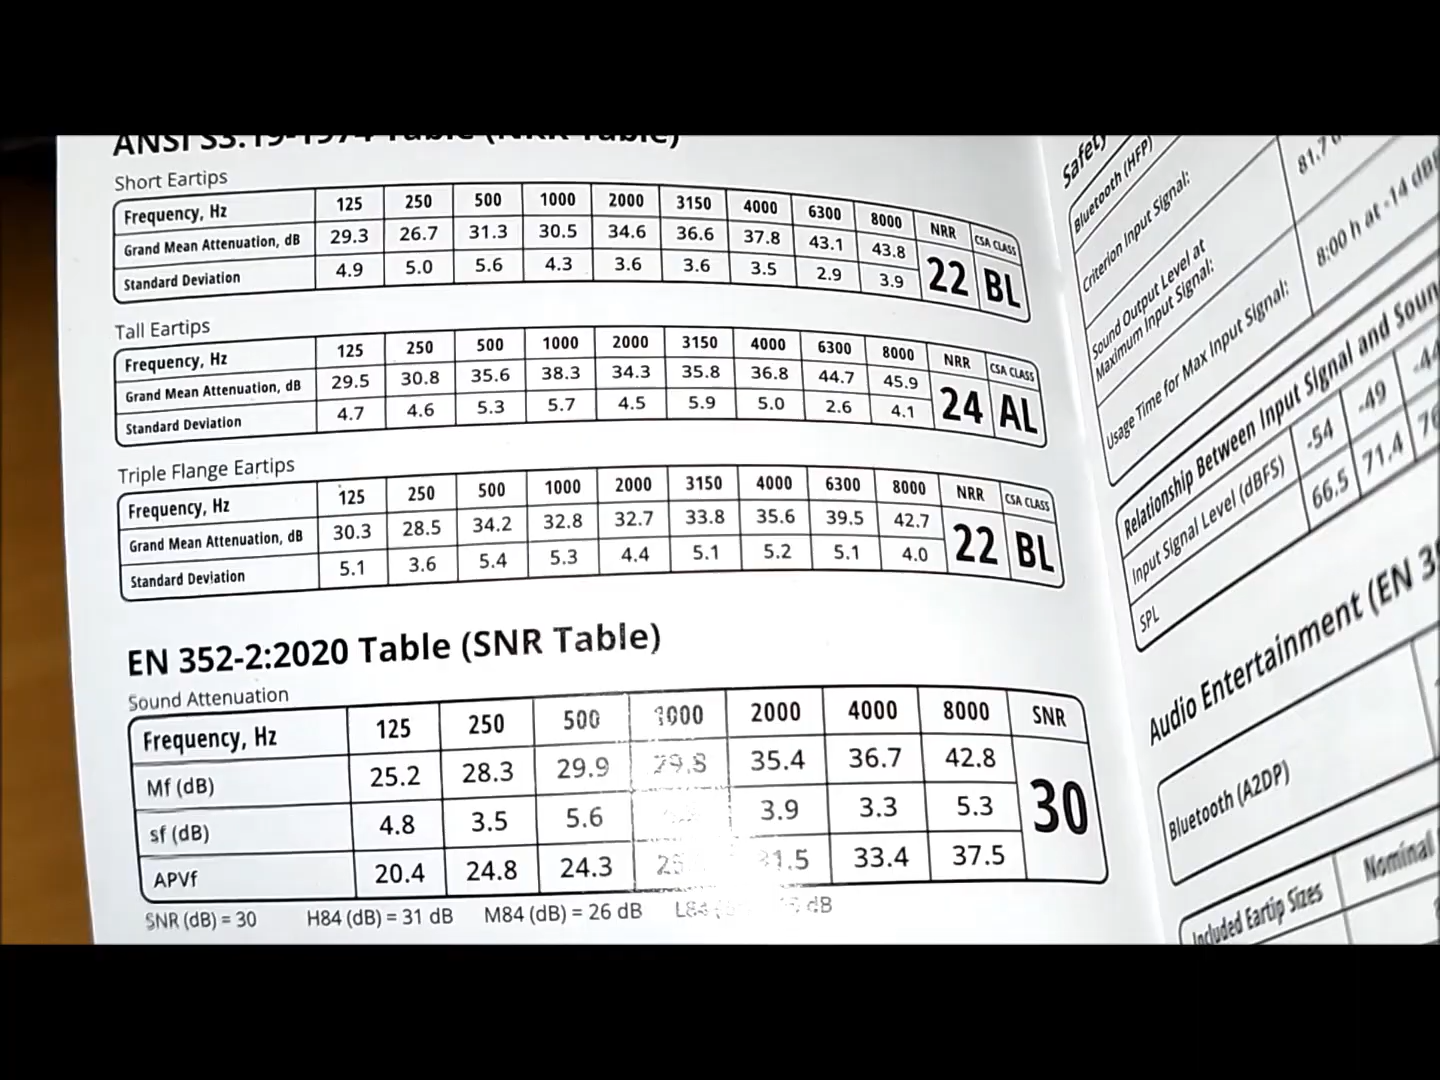 ANSI S3.19-1974 Table (NRR Table)
Short Eartips
Frequency, Hz 125 250 500 1000 2000 3150 4000 6300 8000 NRR CSA CLASS
Grand Mean Attenuation, dB 29.3 26.7 31.3 30.5 34.6 36.6 37.8 43.1 43.8 22 BL
Standard Deviation 4.9 5.0 5.6 4.3 3.6 3.6 3.5 2.9 3.9
Tall Eartips
Frequency, Hz 125 250 500 1000 2000 3150 4000 6300 8000 NRR CSA CLASS
Grand Mean Attenuation, dB 29.5 30.8 35.6 38.3 34.3 35.8 36.8 44.7 45.9 24 AL
Standard Deviation 4.7 4.6 5.3 5.7 4.5 5.9 5.0 2.6 4.1
Triple Flange Eartips
Frequency, Hz 125 250 500 1000 2000 3150 4000 6300 8000 NRR CSA CLASS
Grand Mean Attenuation, dB 30.3 28.5 34.2 32.8 32.7 33.8 35.6 39.5 42.7 22 BL
Standard Deviation 5.1 3.6 5.4 5.3 4.4 5.1 5.2 5.1 4.0
EN 352-2:2020 Table (SNR Table)
Sound Attenuation
Frequency, Hz 125 250 500 1000 2000 4000 8000 SNR
Mf (dB) 25.2 28.3 29.9 29.8 35.4 36.7 42.8 30
sf (dB) 4.8 3.5 5.6 3.9 3.3 5.3
APVf 20.4 24.8 24.3 31.5 33.4 37.5
SNR (dB) = 30 H84 (dB) = 31 dB M84 (dB) = 26 dB dB
Safety
Bluetooth (HFP)
Criterion Input Signal: 81.7
Sound Output Level at
Maximum Input Signal:
Usage Time for Max Input Signal: 8:00 h at -14
Relationship Between Input Signal and
Input Signal Level (dBFS) -54 -49
SPL 66.5 71.4
Audio Entertainment (EN
Bluetooth (A2DP)
Included Eartip Sizes Nominal